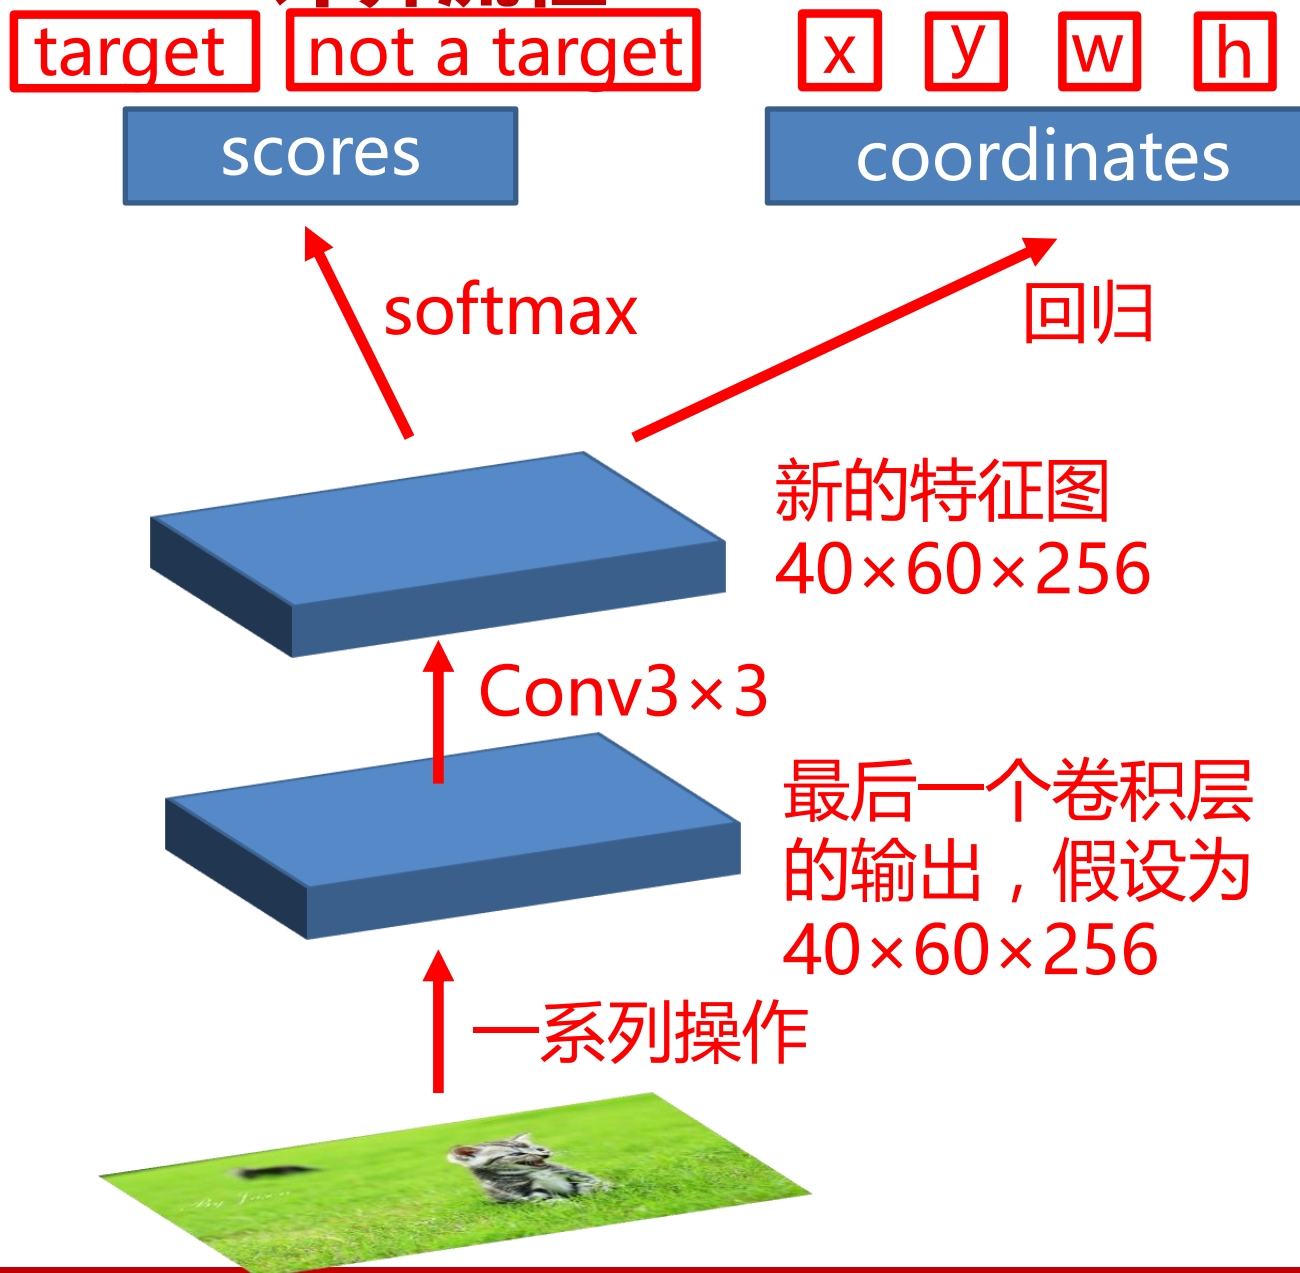 target not a target x y w h
scores coordinates
softmax
回归
新的特征图
40×60×256
Conv3×3
最后一个卷积层
的输出，假设为
40×60×256
一系列操作
By Jason